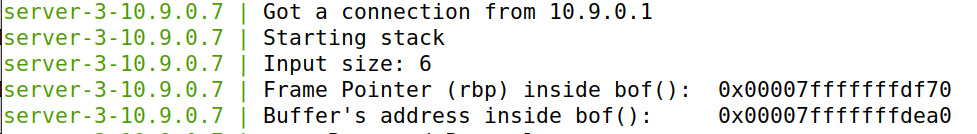 server-3-10.9.0.7 | Got a connection from 10.9.0.1
server-3-10.9.0.7 | Starting stack
server-3-10.9.0.7 | Input size: 6
server-3-10.9.0.7 | Frame Pointer (rbp) inside bof():  0x00007fffffffdf70
server-3-10.9.0.7 | Buffer's address inside bof():     0x00007fffffffdea0